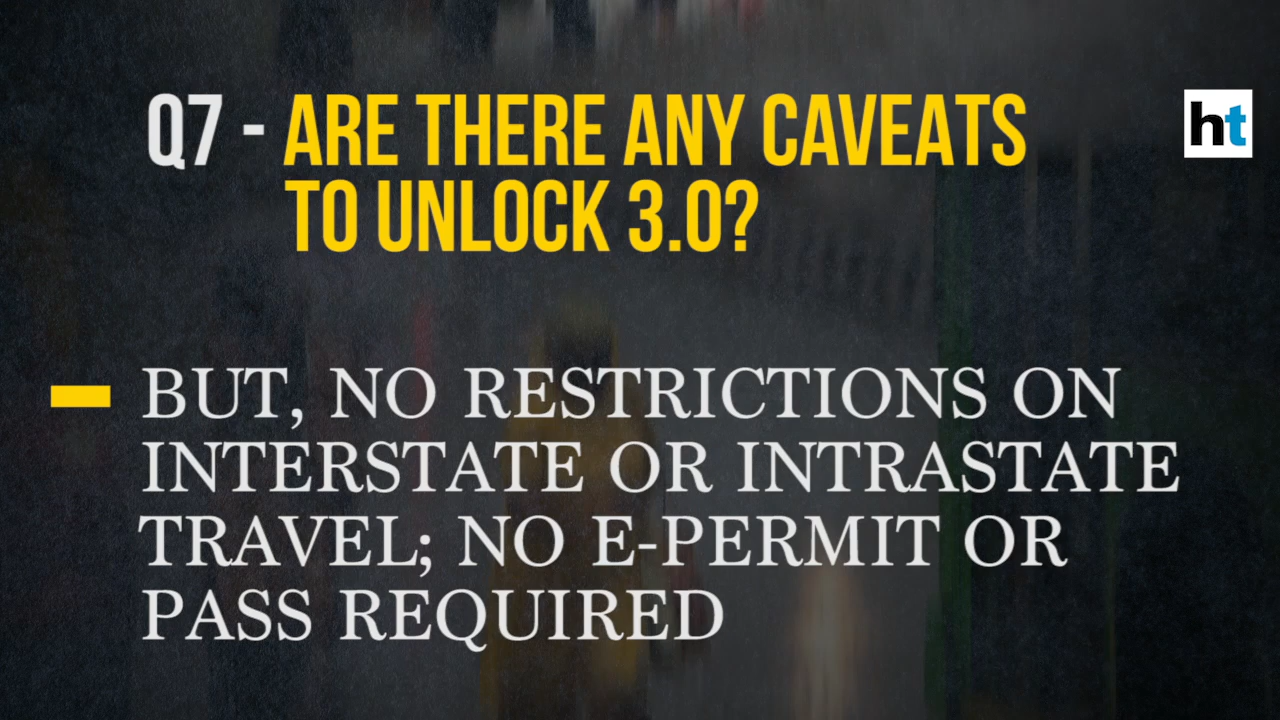 Q7 - ARE THERE ANY CAVEATS
TO UNLOCK 3.0?
ht
BUT, NO RESTRICTIONS ON
INTERSTATE OR INTRASTATE
TRAVEL; NO E-PERMIT OR
PASS REQUIRED